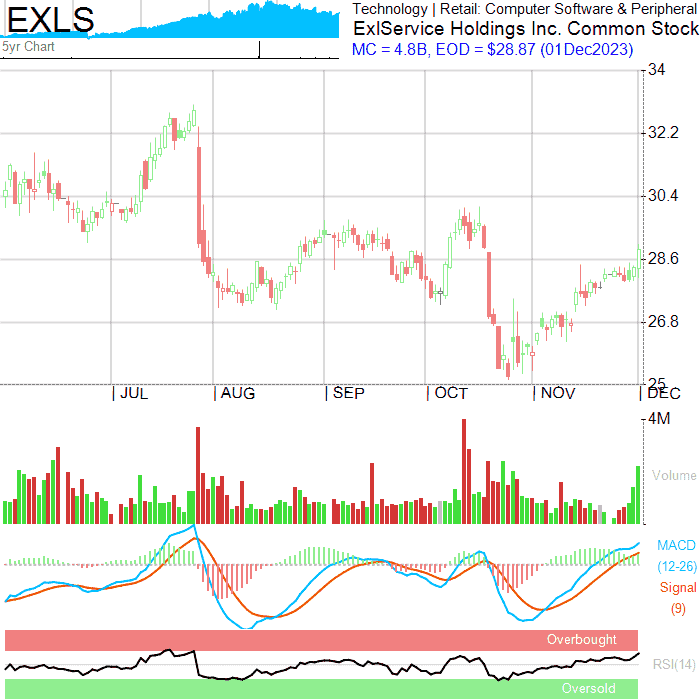 EXLS
5yr Chart
Technology | Retail: Computer Software & Peripheral
ExlService Holdings Inc. Common Stock
MC = 4.8B, EOD = $28.87 (01Dec2023)
34
32.2
30.4
28.6
26.8
25
| JUL | AUG | SEP | OCT | NOV | DEC
4M
Volume
MACD
(12-26)
Signal
(9)
Overbought
RSI(14)
Oversold